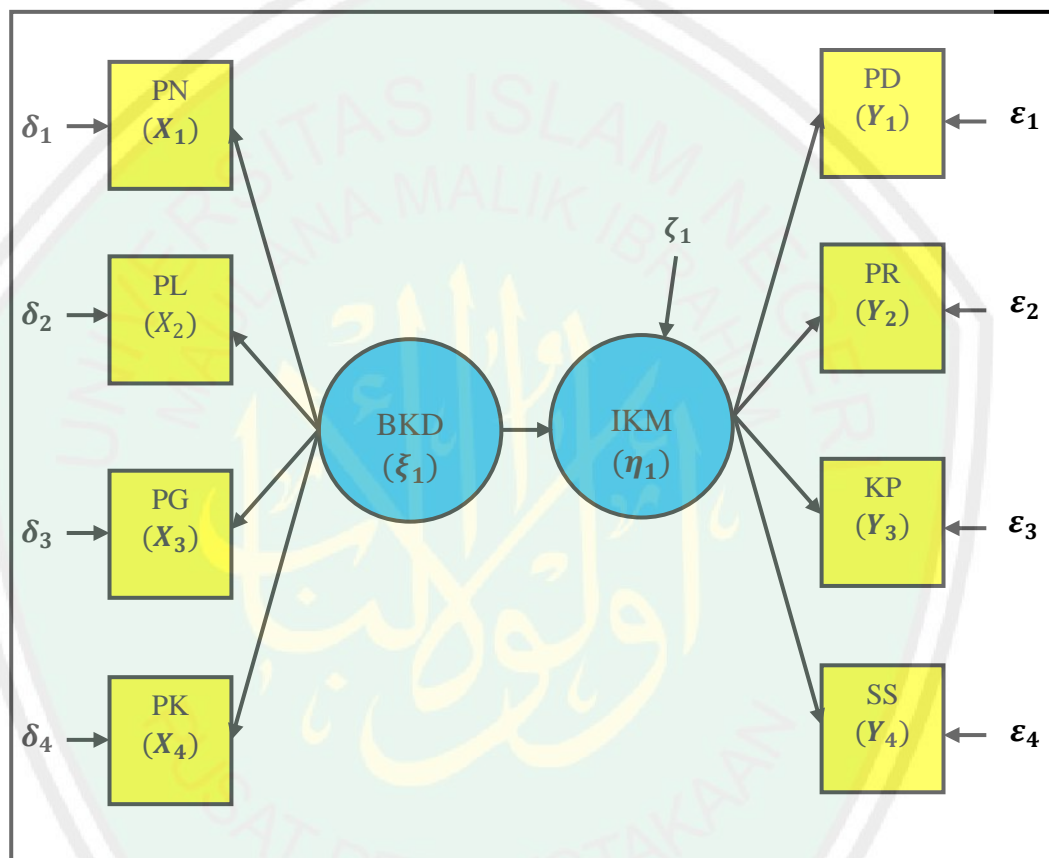 PN
(X₁)
δ₁
PL
(X₂)
δ₂
PG
(X₃)
δ₃
PK
(X₄)
δ₄
BKD
(ξ₁)
ζ₁
IKM
(η₁)
PD
(Y₁)
ε₁
PR
(Y₂)
ε₂
KP
(Y₃)
ε₃
SS
(Y₄)
ε₄
UNIVERSITAS ISLAM NEGERI
MAULANA MALIK IBRAHIM
PUSAT PERPUSTAKAAN